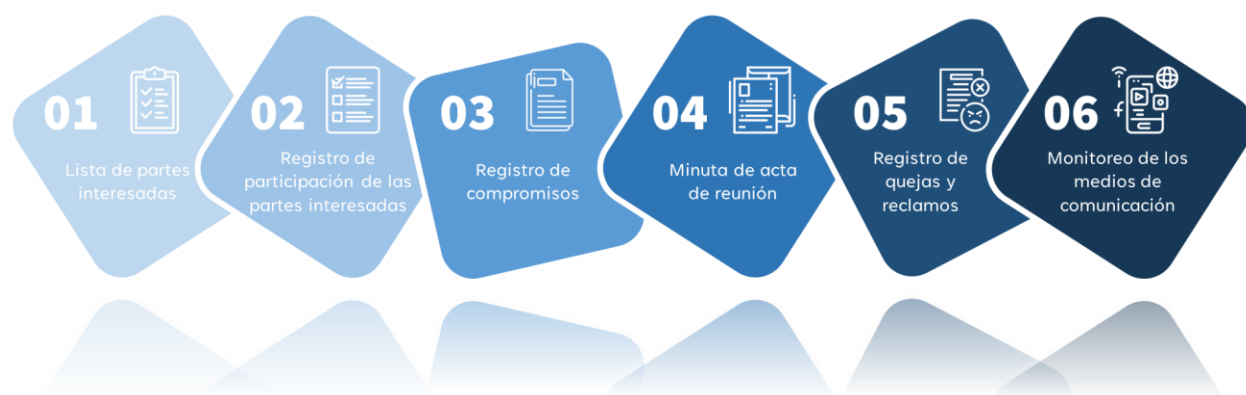 01
Lista de partes
interesadas
02
Registro de
participación de las
partes interesadas
03
Registro de
compromisos
04
Minuta de acta
de reunión
05
Registro de
quejas y
reclamos
06
Monitoreo de los
medios de
comunicación